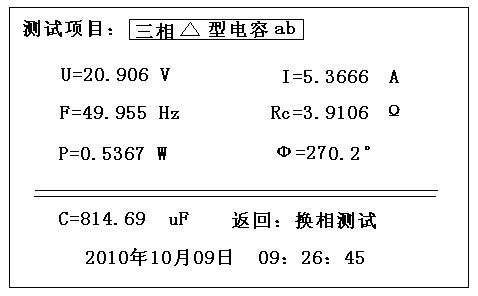 测试项目：三相△型电容ab
U=20.906 V I=5.3666 A
F=49.955 Hz Rc=3.9106 Ω
P=0.5367 W Φ=270.2°
C=814.69 uF 返回：换相测试
2010年10月09日 09：26：45